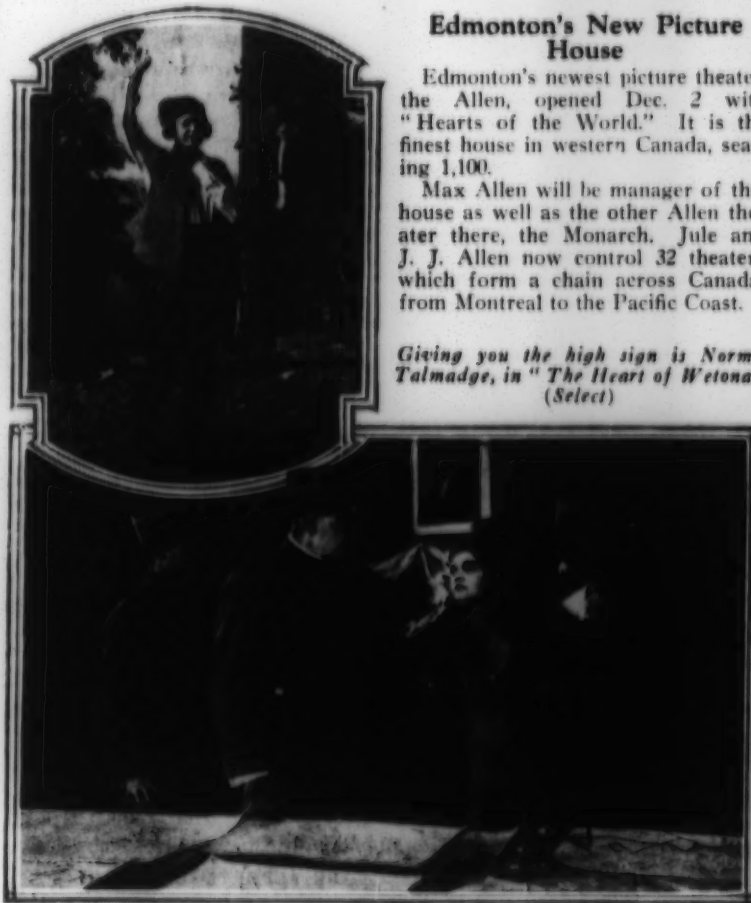 Edmonton's New Picture
House
Edmonton's newest picture theate
the Allen, opened Dec. 2 wit
"Hearts of the World." It is th
finest house in western Canada, sea
ing 1,100.
Max Allen will be manager of th
house as well as the other Allen the
ater there, the Monarch. Jule an
J. J. Allen now control 32 theater
which form a chain across Canad
from Montreal to the Pacific Coast.
Giving you the high sign is Norm
Talmadge, in "The Heart of Wetona
(Select)